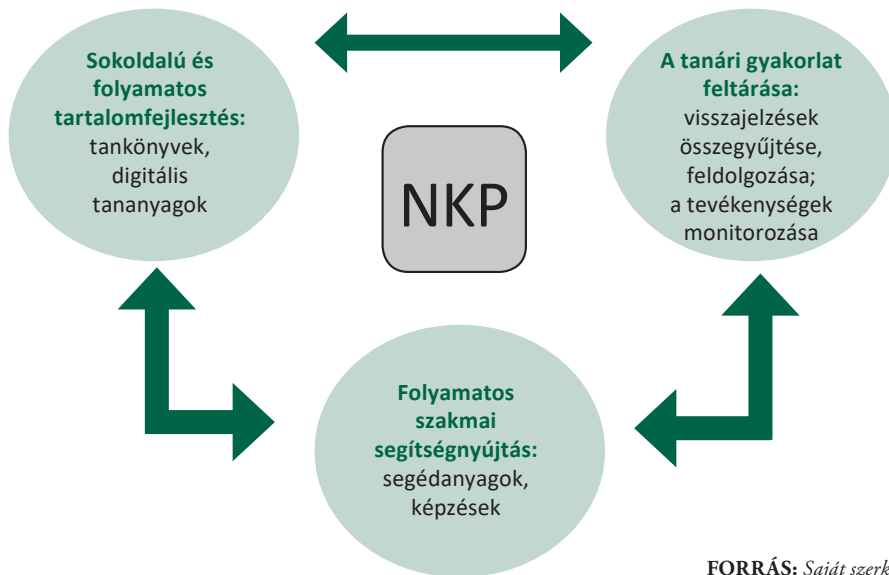 Sokoldalú és
folyamatos
tartalomfejlesztés:
tankönyvek,
digitális
tananyagok
A tanári gyakorlat
feltárása:
visszajelzések
összegyűjtése,
feldolgozása;
a tevékenységek
monitorozása
NKP
Folyamatos
szakmai
segítségnyújtás:
segédanyagok,
képzések
FORRÁS: Saját szerk